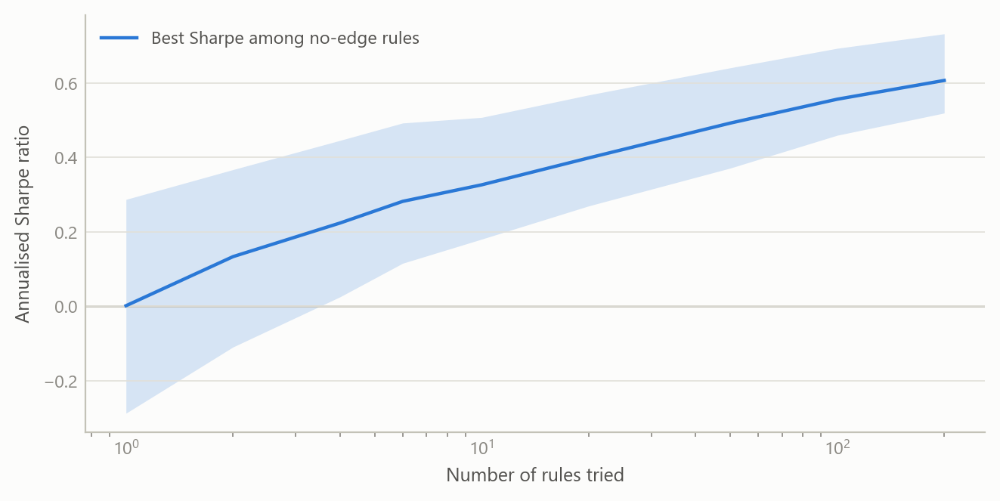 Best Sharpe among no-edge rules
0.6
0.4
0.2
0.0
−0.2
Annualised Sharpe ratio
10⁰
10¹
10²
Number of rules tried